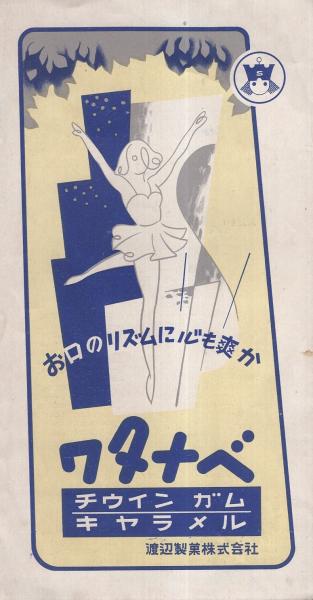 S
お口のリズムに心も爽か
ワタナベ
チウイン ガム
キヤラメル
渡辺製菓株式会社